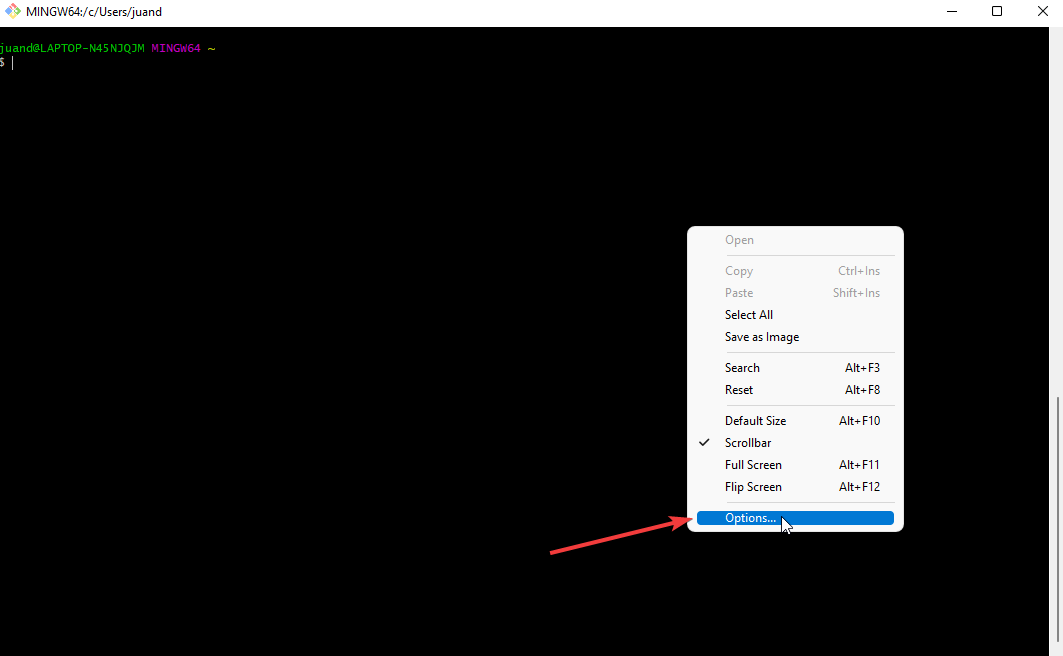 MINGW64:/c/Users/juand
juand@LAPTOP-N45NJQJM MINGW64 ~
$
Open
Copy Ctrl+Ins
Paste Shift+Ins
Select All
Save as Image
Search Alt+F3
Reset Alt+F8
Default Size Alt+F10
Scrollbar
Full Screen Alt+F11
Flip Screen Alt+F12
Options...